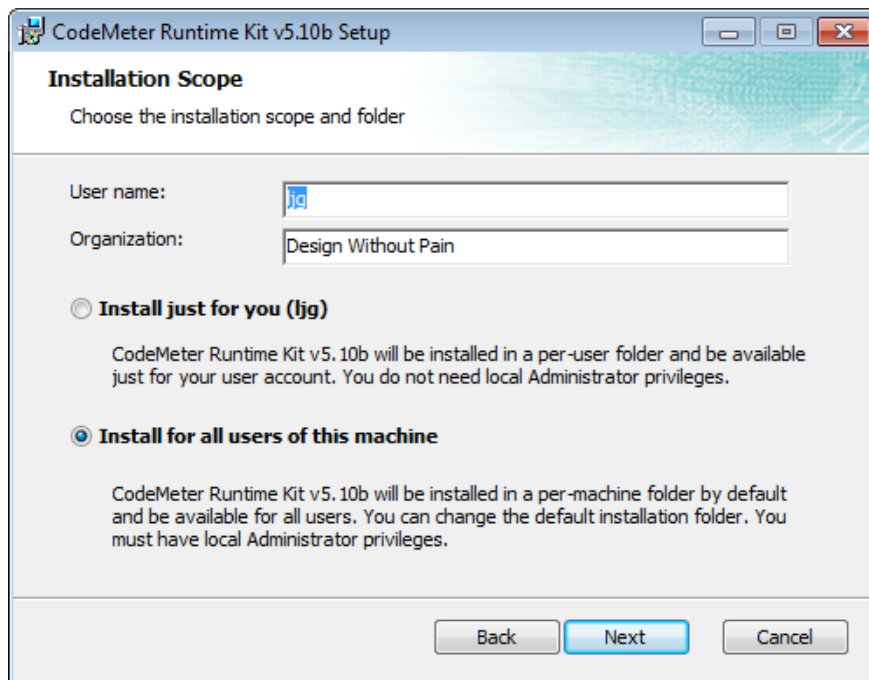 CodeMeter Runtime Kit v5.10b Setup
Installation Scope
Choose the installation scope and folder
User name:
ljg
Organization:
Design Without Pain
Install just for you (ljg)
CodeMeter Runtime Kit v5.10b will be installed in a per-user folder and be available
just for your user account. You do not need local Administrator privileges.
Install for all users of this machine
CodeMeter Runtime Kit v5.10b will be installed in a per-machine folder by default
and be available for all users. You can change the default installation folder. You
must have local Administrator privileges.
Back
Next
Cancel